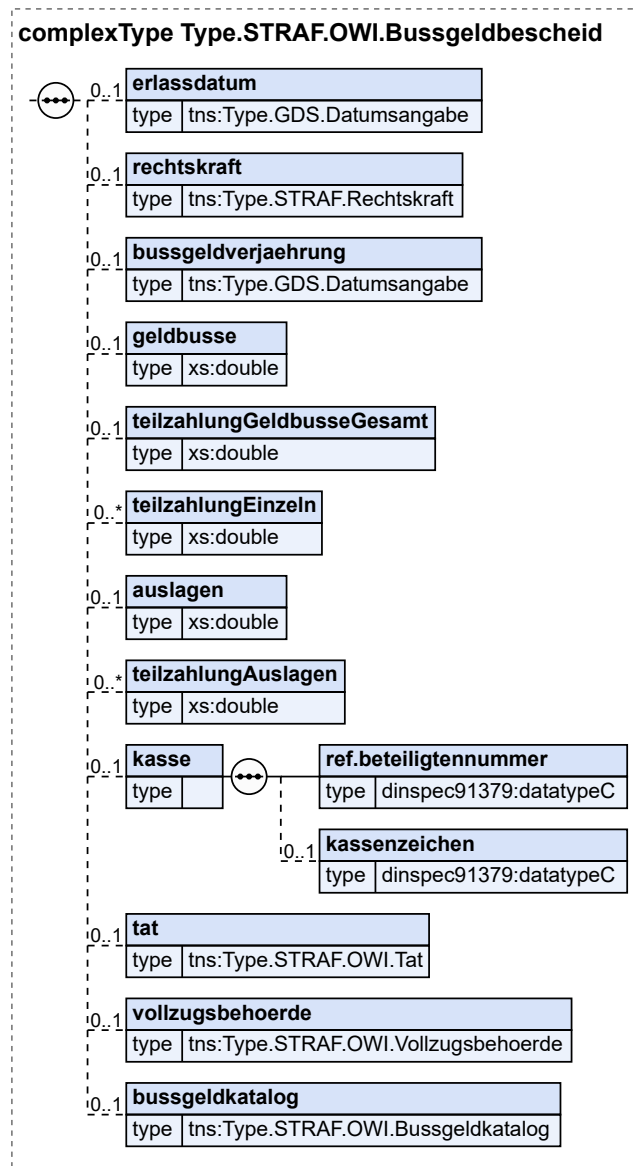 complexType Type.STRAF.OWI.Bussgeldbescheid
0..1 erlassdatum
type tns:Type.GDS.Datumsangabe
0..1 rechtskraft
type tns:Type.STRAF.Rechtskraft
0..1 bussgeldverjaehrung
type tns:Type.GDS.Datumsangabe
0..1 geldbusse
type xs:double
0..1 teilzahlungGeldbusseGesamt
type xs:double
0..* teilzahlungEinzeln
type xs:double
0..1 auslagen
type xs:double
0..* teilzahlungAuslagen
type xs:double
0..1 kasse ref.beteiligtennummer
type type dinspec91379:datatypeC
0..1 kassenzeichen
type dinspec91379:datatypeC
0..1 tat
type tns:Type.STRAF.OWI.Tat
0..1 vollzugsbehoerde
type tns:Type.STRAF.OWI.Vollzugsbehoerde
0..1 bussgeldkatalog
type tns:Type.STRAF.OWI.Bussgeldkatalog